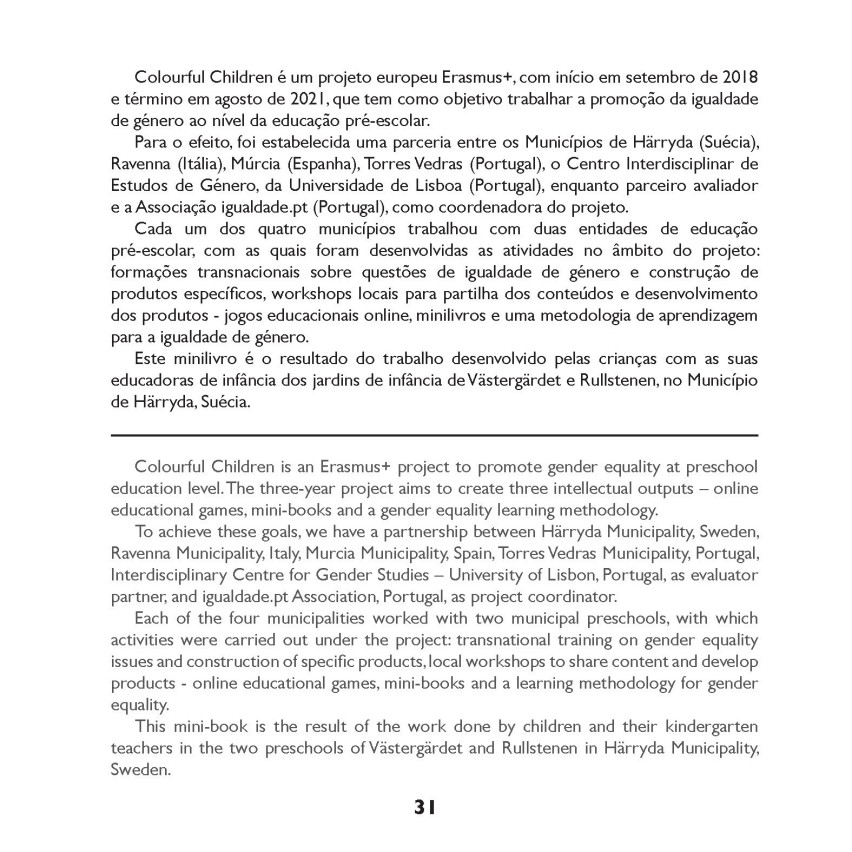 Colourful Children é um projeto europeu Erasmus+, com início em setembro de 2018
e término em agosto de 2021, que tem como objetivo trabalhar a promoção da igualdade
de género ao nível da educação pré-escolar.
Para o efeito, foi estabelecida uma parceria entre os Municípios de Härryda (Suécia),
Ravenna (Itália), Múrcia (Espanha), Torres Vedras (Portugal), o Centro Interdisciplinar de
Estudos de Género, da Universidade de Lisboa (Portugal), enquanto parceiro avaliador
e a Associação igualdade.pt (Portugal), como coordenadora do projeto.
Cada um dos quatro municípios trabalhou com duas entidades de educação
pré-escolar, com as quais foram desenvolvidas as atividades no âmbito do projeto:
formações transnacionais sobre questões de igualdade de género e construção de
produtos específicos, workshops locais para partilha dos conteúdos e desenvolvimento
dos produtos - jogos educacionais online, minilivros e uma metodologia de aprendizagem
para a igualdade de género.
Este minilivro é o resultado do trabalho desenvolvido pelas crianças com as suas
educadoras de infância dos jardins de infância de Västergärdet e Rullstenen, no Município
de Härryda, Suécia.
Colourful Children is an Erasmus+ project to promote gender equality at preschool
education level. The three-year project aims to create three intellectual outputs – online
educational games, mini-books and a gender equality learning methodology.
To achieve these goals, we have a partnership between Härryda Municipality, Sweden,
Ravenna Municipality, Italy, Murcia Municipality, Spain, Torres Vedras Municipality, Portugal,
Interdisciplinary Centre for Gender Studies – University of Lisbon, Portugal, as evaluator
partner, and igualdade.pt Association, Portugal, as project coordinator.
Each of the four municipalities worked with two municipal preschools, with which
activities were carried out under the project: transnational training on gender equality
issues and construction of specific products, local workshops to share content and develop
products - online educational games, mini-books and a learning methodology for gender
equality.
This mini-book is the result of the work done by children and their kindergarten
teachers in the two preschools of Västergärdet and Rullstenen in Härryda Municipality,
Sweden.
31